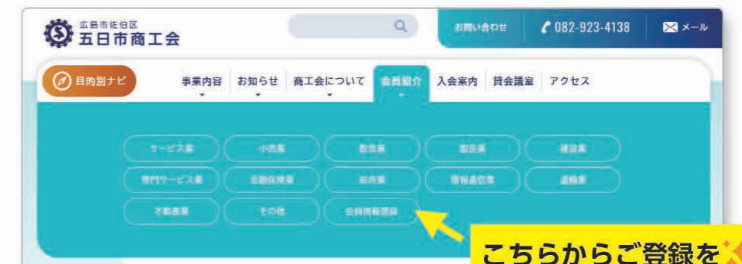 広島市佐伯区
五日市商工会
お問い合わせ
082-923-4138
メール
目的別ナビ
事業内容 お知らせ 商工会について 会員紹介 入会案内 貸会議室 アクセス
サービス業 小売業 飲食業 製造業 建設業
専門サービス業 金融保険業 卸売業 情報通信業 運輸業
不動産業 その他 会員情報登録
こちらからご登録を